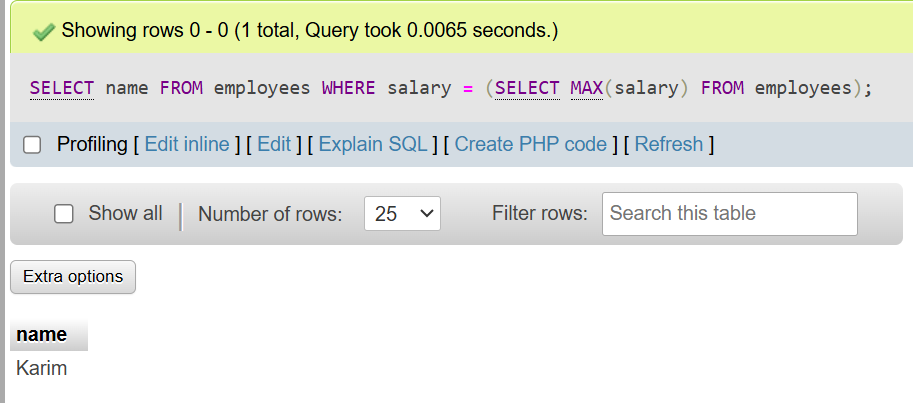 Showing rows 0 - 0 (1 total, Query took 0.0065 seconds.)
SELECT name FROM employees WHERE salary = (SELECT MAX(salary) FROM employees);
Profiling [ Edit inline ] [ Edit ] [ Explain SQL ] [ Create PHP code ] [ Refresh ]
Show all | Number of rows: 25 Filter rows: Search this table
Extra options
name
Karim